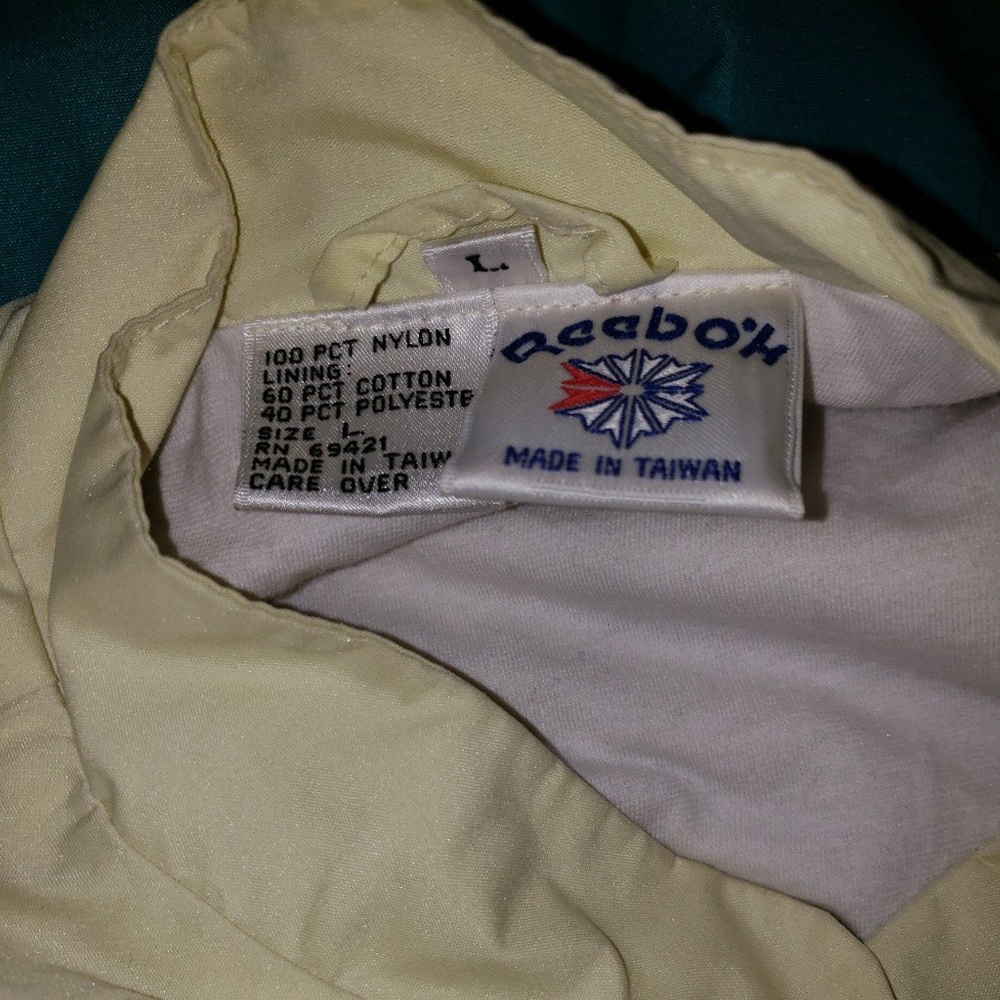 L.
100 PCT NYLON
LINING:
60 PCT COTTON
40 PCT POLYESTE
SIZE L.
RN 69421
MADE IN TAIW
CARE OVER
Reebok
MADE IN TAIWAN